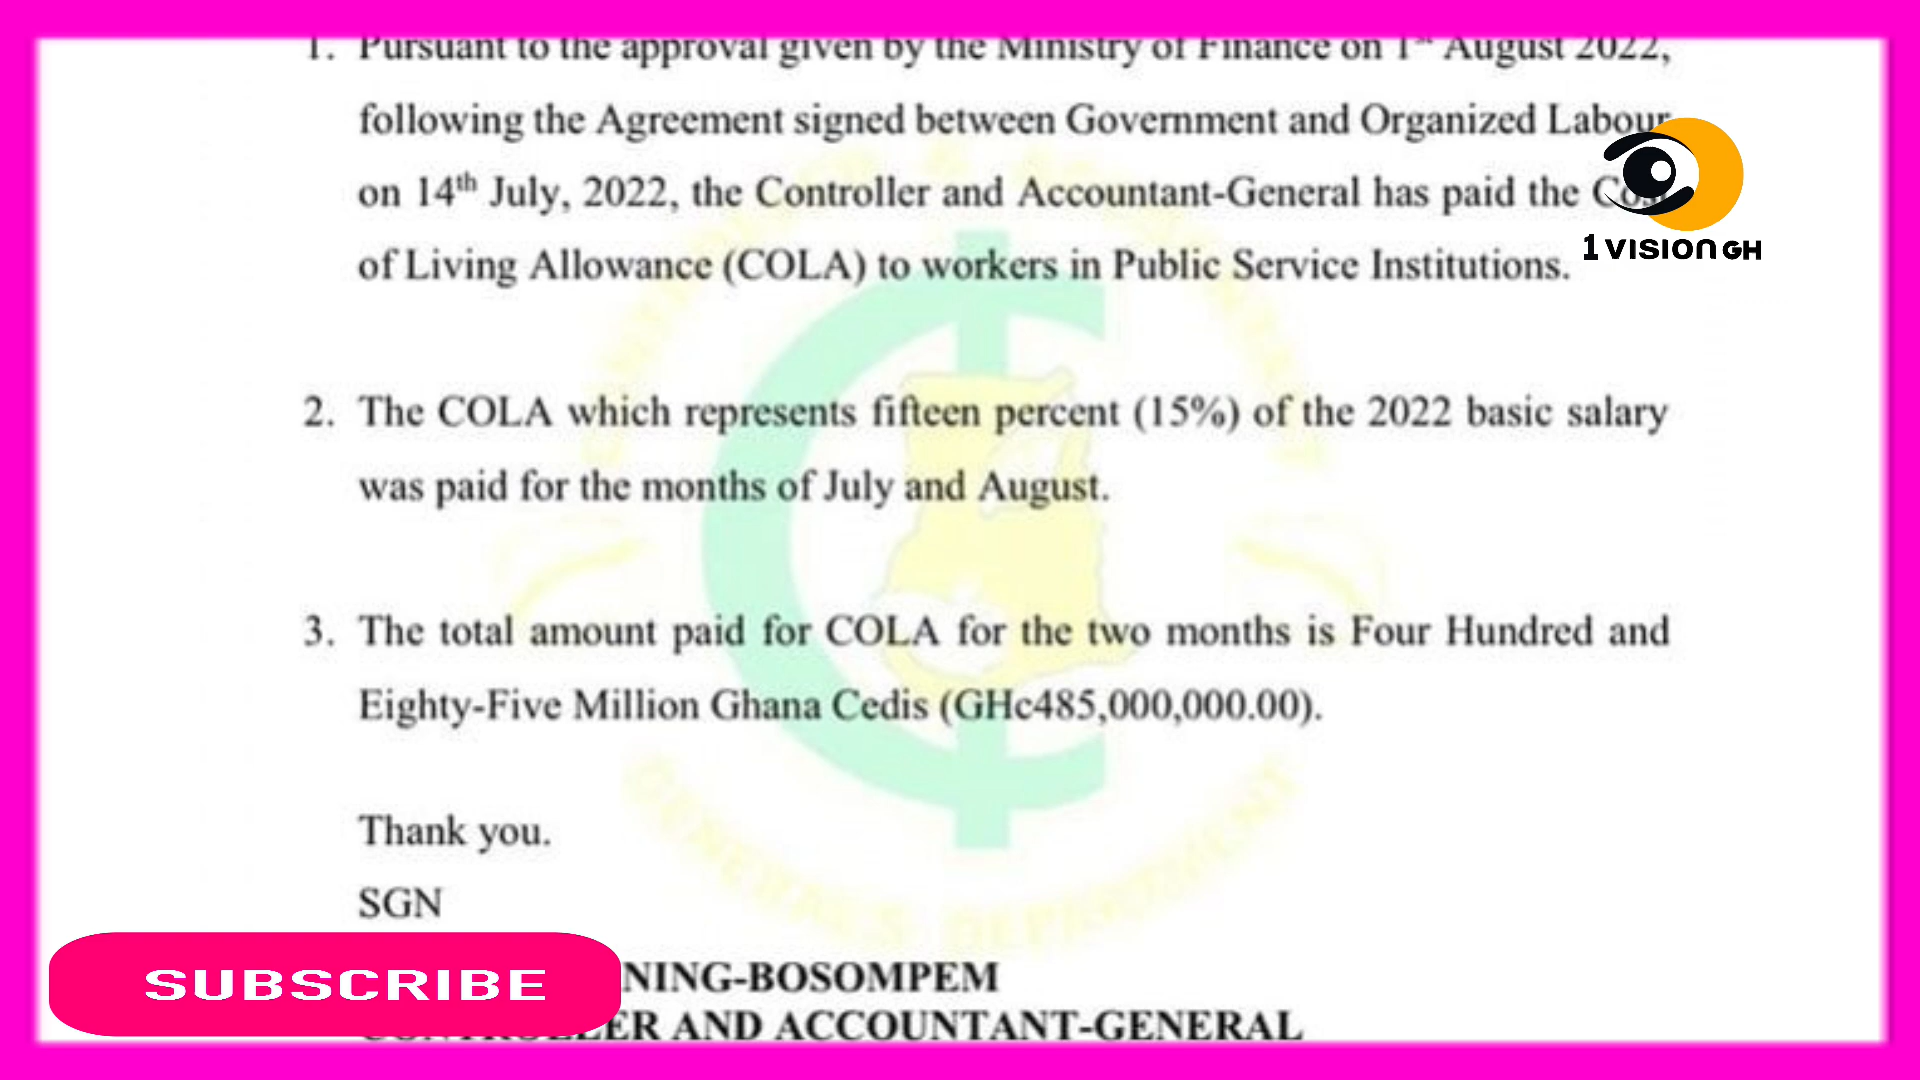 1. Pursuant to the approval given by the Ministry of Finance on 1st August 2022,
following the Agreement signed between Government and Organized Labour
on 14th July, 2022, the Controller and Accountant-General has paid the Cost
of Living Allowance (COLA) to workers in Public Service Institutions.
1VISION GH
2. The COLA which represents fifteen percent (15%) of the 2022 basic salary
was paid for the months of July and August.
3. The total amount paid for COLA for the two months is Four Hundred and
Eighty-Five Million Ghana Cedis (GHc485,000,000.00).
Thank you.
SGN
SUBSCRIBE
NING-BOSOMPEM
CONTROLLER AND ACCOUNTANT-GENERAL
GENERAL'S DEPARTMENT